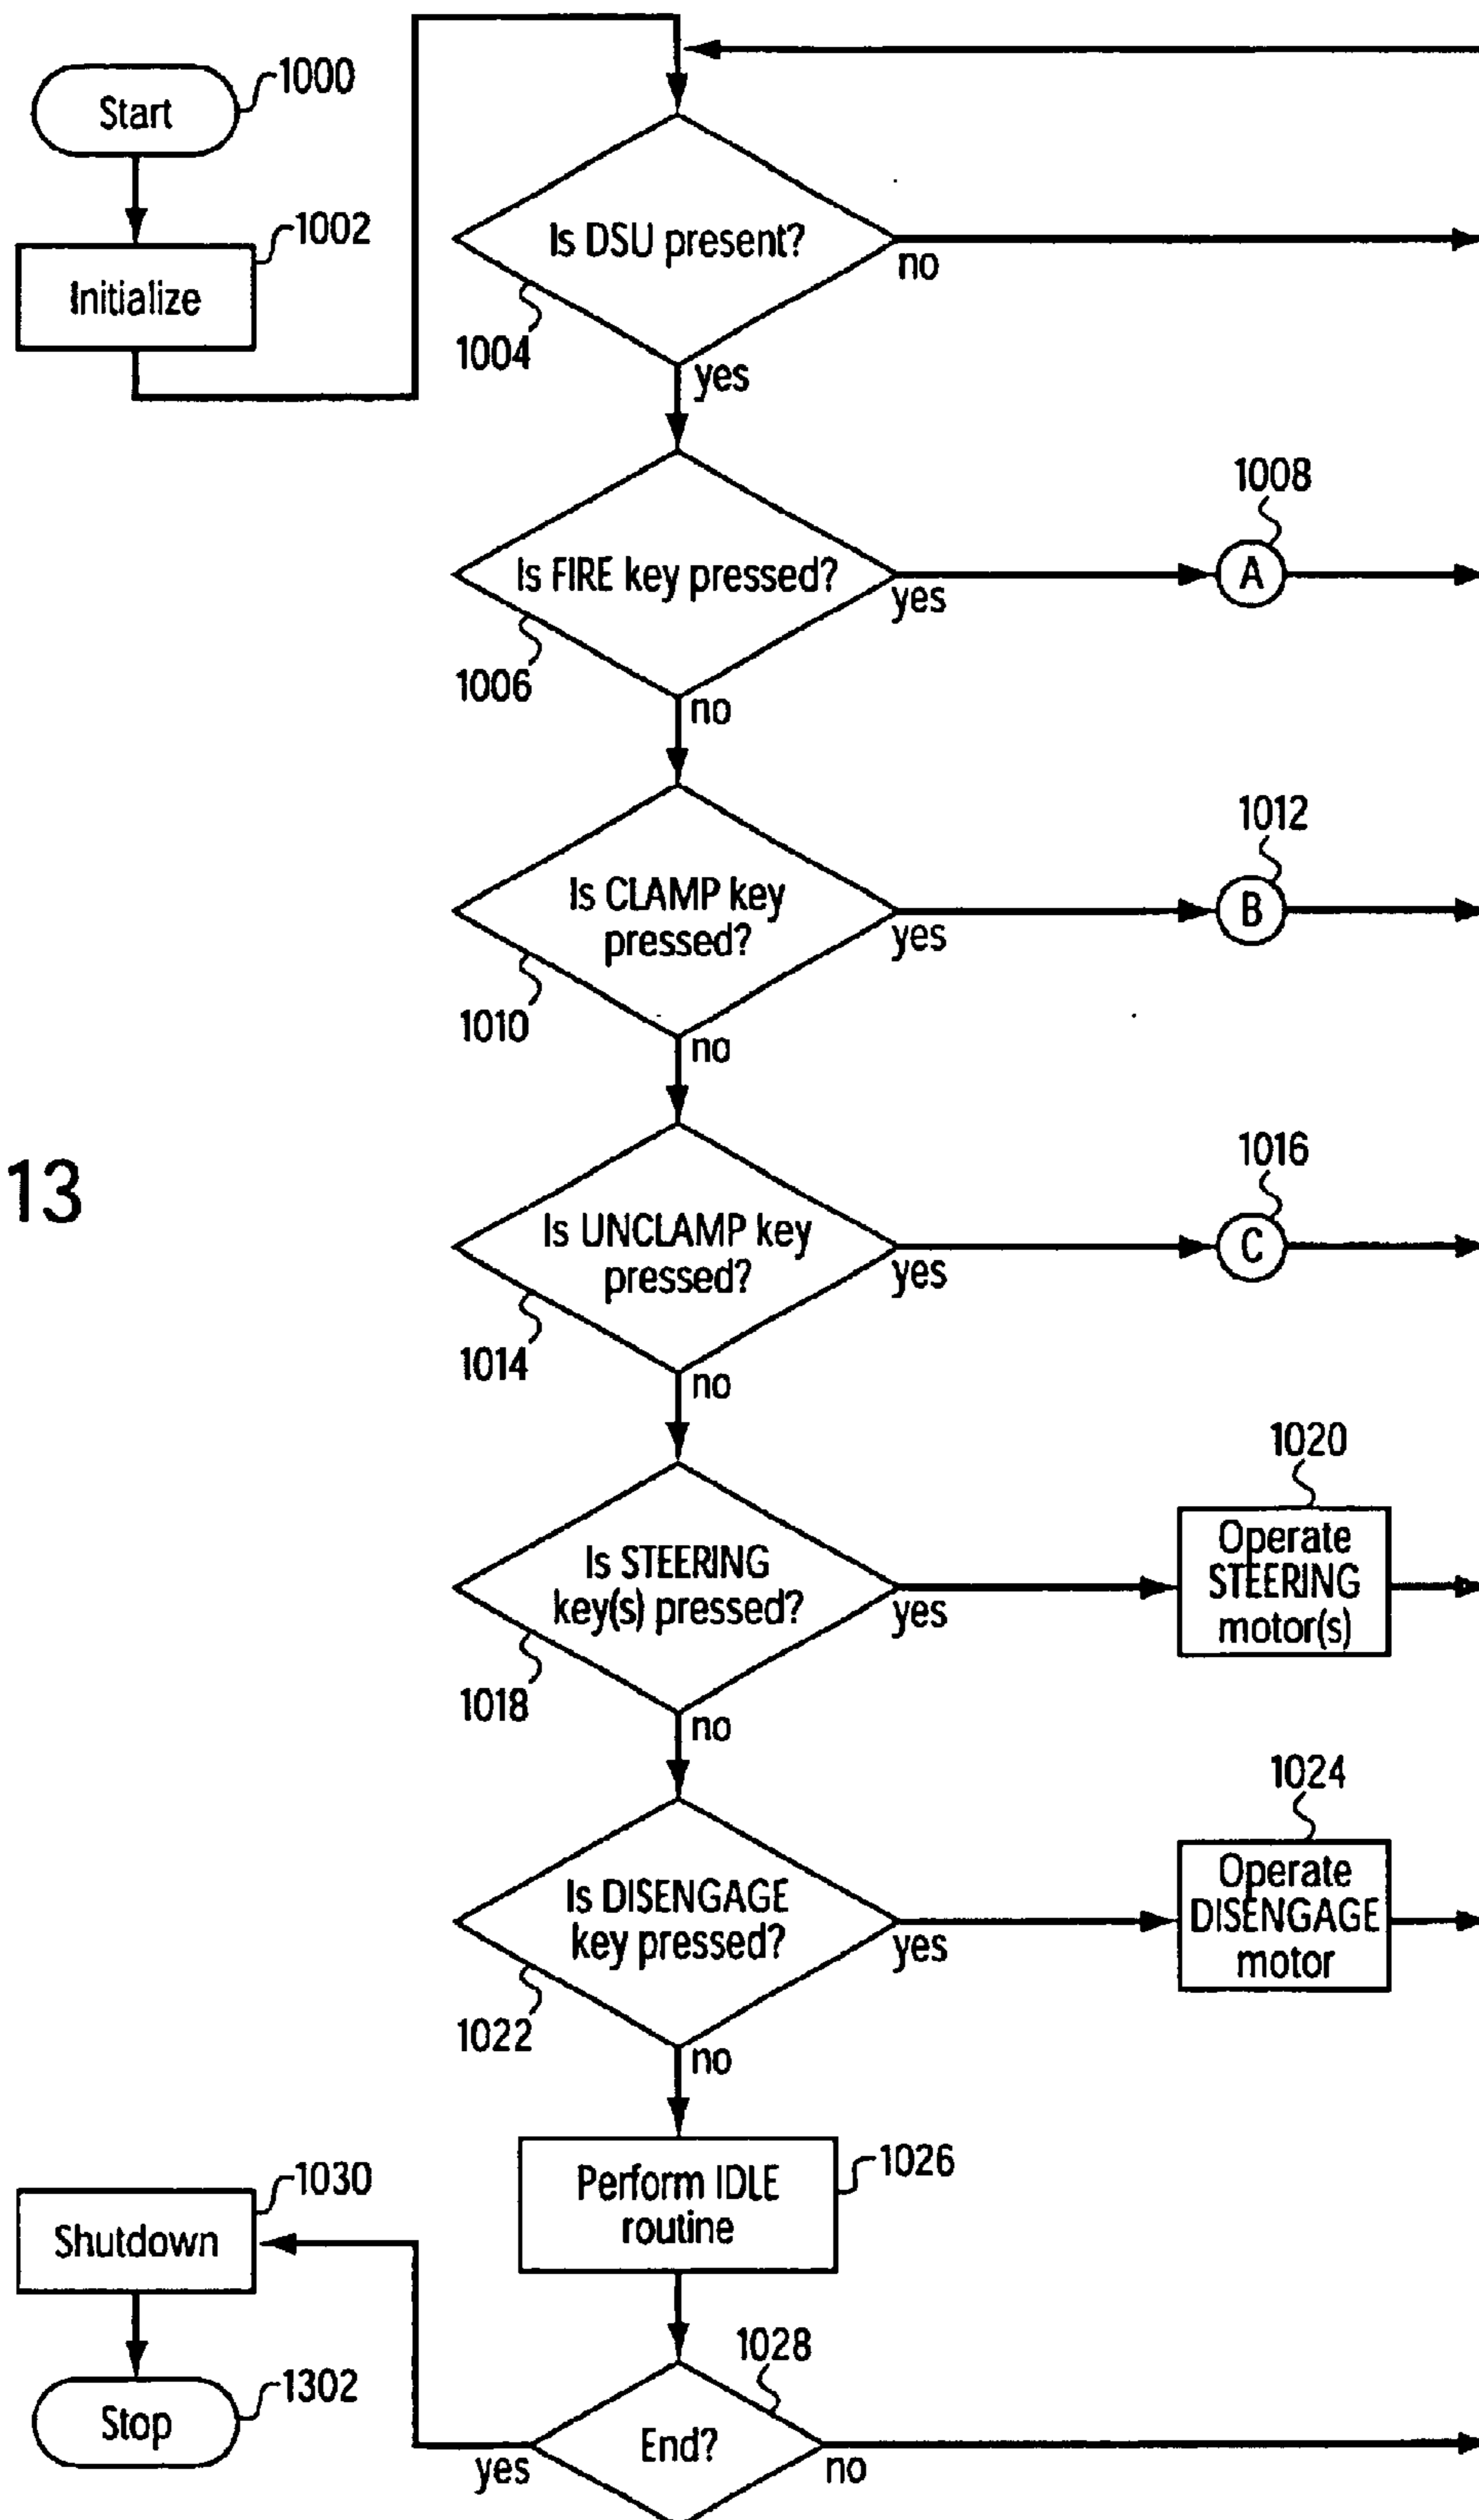 1000
Start
1002
Initialize
Is DSU present?
no
1004
yes
1008
Is FIRE key pressed?
A
yes
1006
no
1012
Is CLAMP key
pressed?
B
yes
1010
no
13
1016
Is UNCLAMP key
pressed?
C
yes
1014
no
1020
Is STEERING
key(s) pressed?
Operate
STEERING
motor(s)
yes
1018
no
1024
Is DISENGAGE
key pressed?
Operate
DISENGAGE
motor
yes
1022
no
1026
Perform IDLE
routine
1030
Shutdown
1028
1302
Stop
End?
yes
no